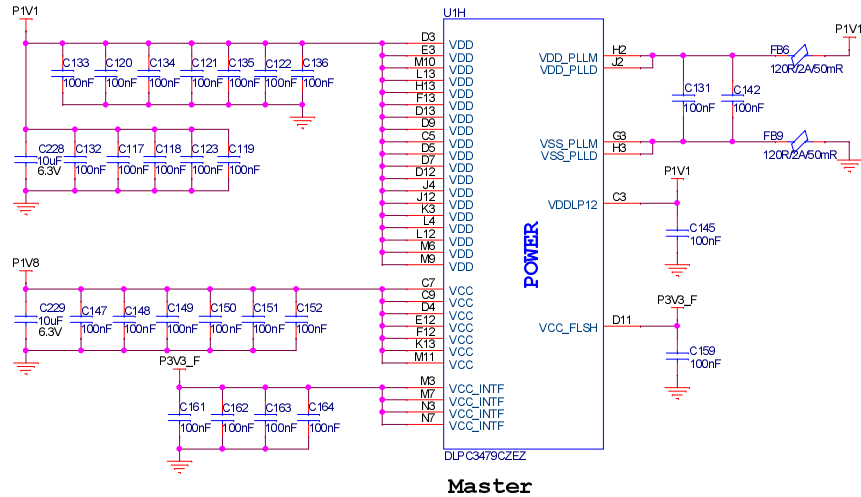 P1V1
U1H
P1V1
C133 100nF
C120 100nF
C134 100nF
C121 100nF
C135 100nF
C122 100nF
C136 100nF
C228 10uF 6.3V
C132 100nF
C117 100nF
C118 100nF
C123 100nF
C119 100nF
D3 VDD
E3 VDD
M10 VDD
L13 VDD
H13 VDD
F13 VDD
D13 VDD
D9 VDD
C5 VDD
D5 VDD
D7 VDD
D12 VDD
J4 VDD
J12 VDD
K3 VDD
L4 VDD
L12 VDD
M6 VDD
M9 VDD
P1V8
C229 10uF 6.3V
C147 100nF
C148 100nF
C149 100nF
C150 100nF
C151 100nF
C152 100nF
C7 VCC
C9 VCC
D4 VCC
E12 VCC
F12 VCC
K13 VCC
M11 VCC
P3V3_F
C161 100nF
C162 100nF
C163 100nF
C164 100nF
M3 VCC_INTF
M7 VCC_INTF
N3 VCC_INTF
N7 VCC_INTF
POWER
VDD_PLLM H2
VDD_PLLD J2
FB6
120R/2A/50mR
C131 100nF
C142 100nF
VSS_PLLM G3
VSS_PLLD H3
FB9
120R/2A/50mR
P1V1
VDDLP12 C3
C145 100nF
P3V3_F
VCC_FLSH D11
C159 100nF
DLPC3479CZEZ
Master